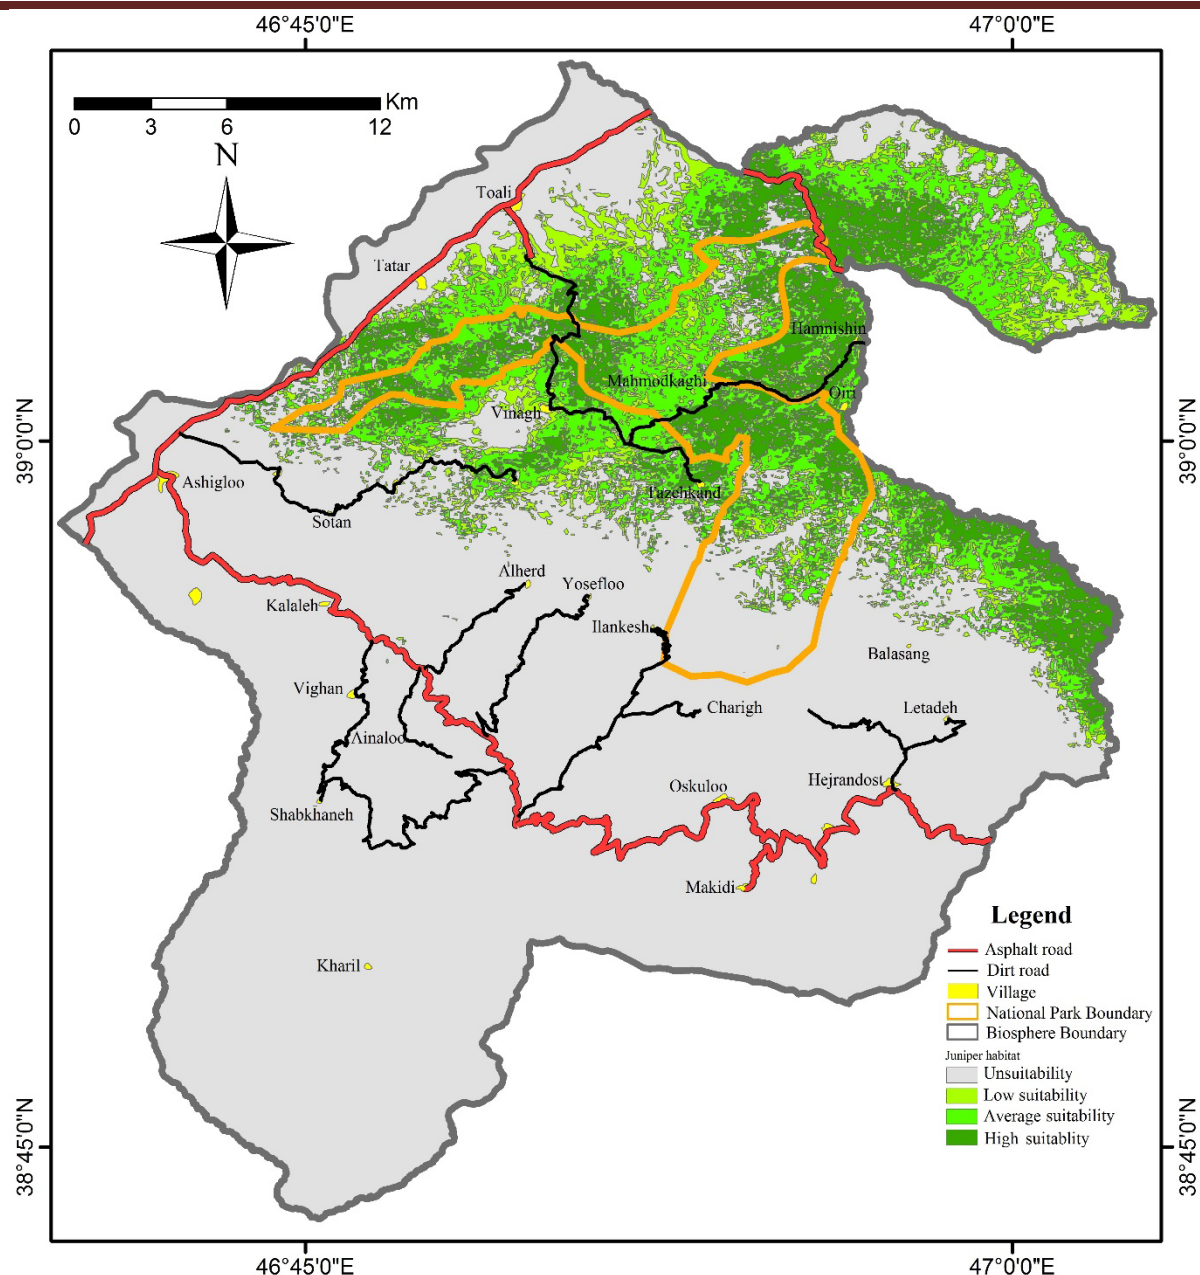 46°45'0"E 47°0'0"E
Km
0 3 6 12
N
Toali
Tatar
Hamnishin
Mahmodkaghi
Oiri
Vinagh
39°0'0"N 39°0'0"N
Ashigloo
Tazehkand
Sotan
Alherd
Yosefloo
Kalaleh
Ilankesh
Balasang
Vighan
Charigh
Letadeh
Ainaloo
Hejrandost
Oskuloo
Shabkhaneh
Makidi
Kharil
Legend
Asphalt road
Dirt road
Village
National Park Boundary
Biosphere Boundary
Juniper habitat
Unsuitability
Low suitability
Average suitability
High suitablity
38°45'0"N 38°45'0"N
46°45'0"E 47°0'0"E